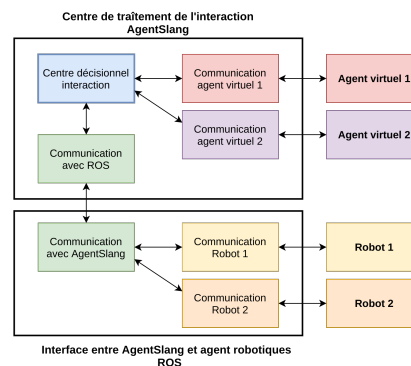 Centre de traîtement de l'interaction
AgentSlang
Centre décisionnel
interaction
Communication
agent virtuel 1
Agent virtuel 1
Communication
agent virtuel 2
Agent virtuel 2
Communication
avec ROS
Communication
avec AgentSlang
Communication
Robot 1
Robot 1
Communication
Robot 2
Robot 2
Interface entre AgentSlang et agent robotiques
ROS